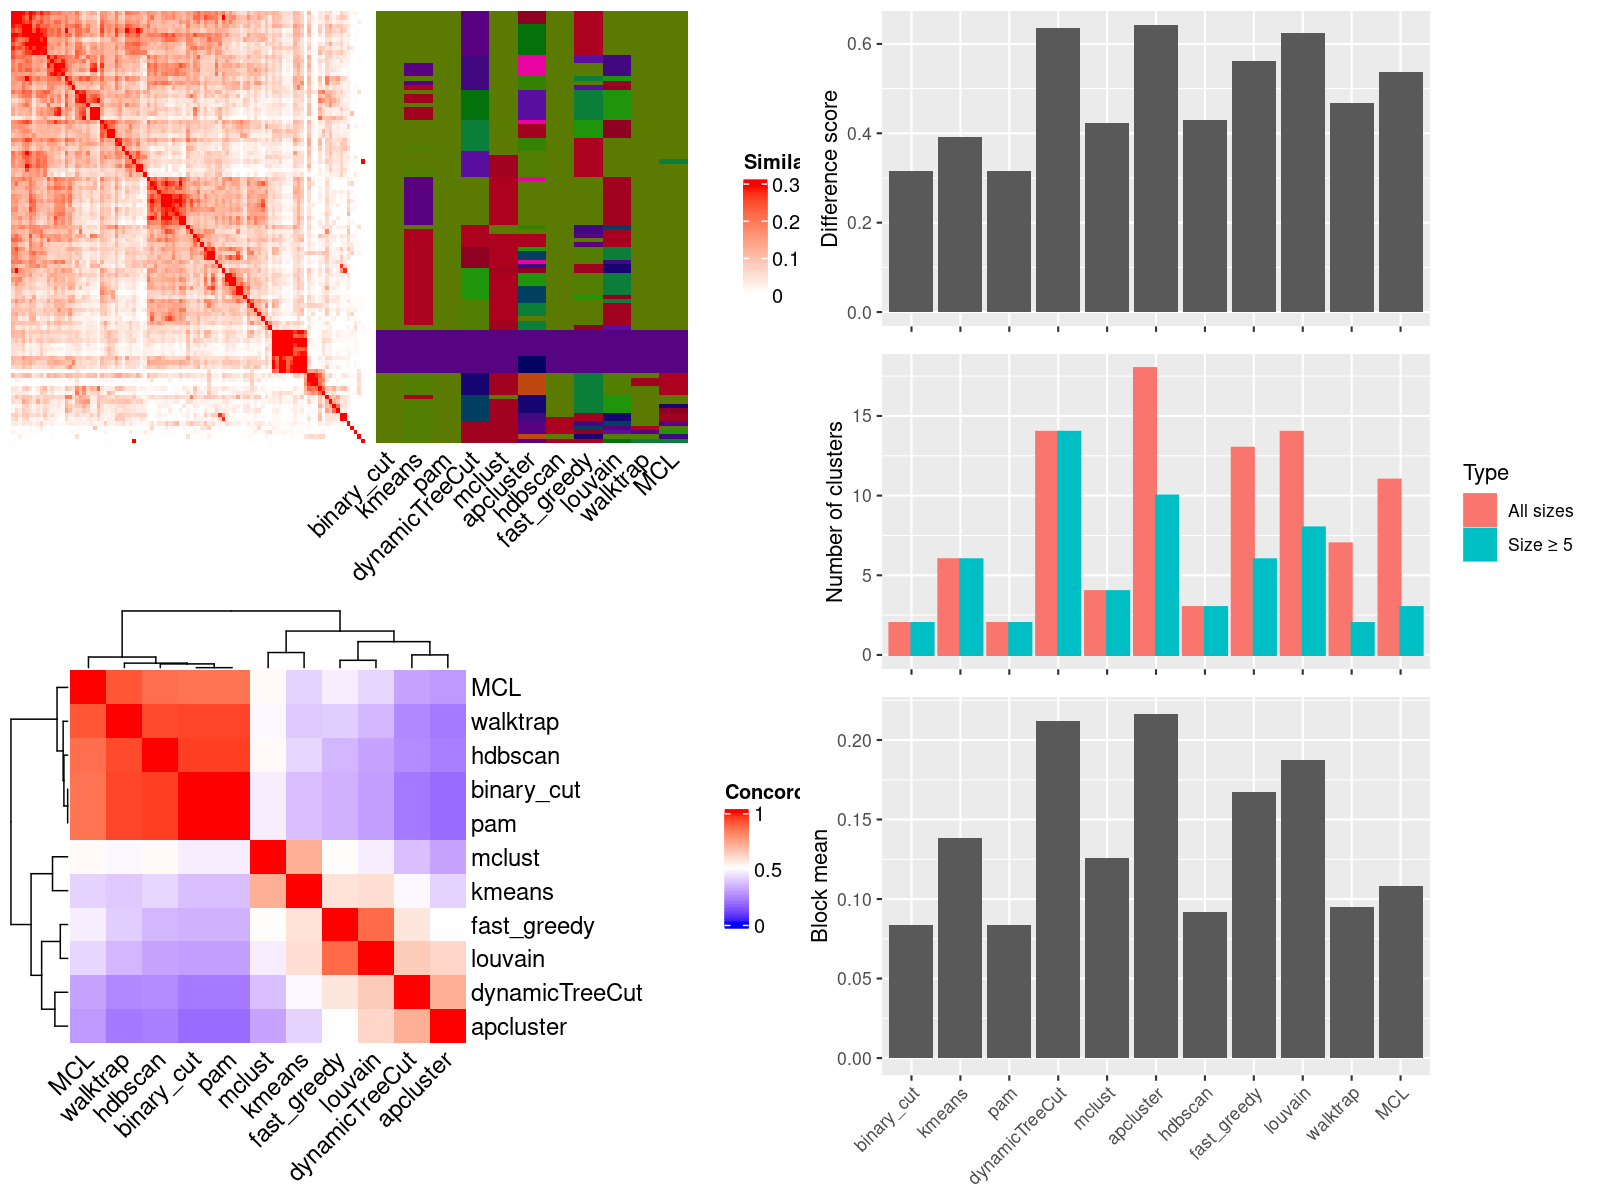 Simila
0.3
0.2
0.1
0
binary_cut
kmeans
pam
dynamicTreeCut
mclust
apcluster
hdbscan
fast_greedy
louvain
walktrap
MCL
MCL
walktrap
hdbscan
binary_cut
pam
mclust
kmeans
fast_greedy
louvain
dynamicTreeCut
apcluster
MCL
walktrap
hdbscan
binary_cut
pam
mclust
kmeans
fast_greedy
louvain
dynamicTreeCut
apcluster
Concord
1
0.5
0
Difference score
0.6
0.4
0.2
0.0
Number of clusters
15
10
5
0
Type
All sizes
Size ≥ 5
Block mean
0.20
0.15
0.10
0.05
0.00
binary_cut
kmeans
pam
dynamicTreeCut
mclust
apcluster
hdbscan
fast_greedy
louvain
walktrap
MCL